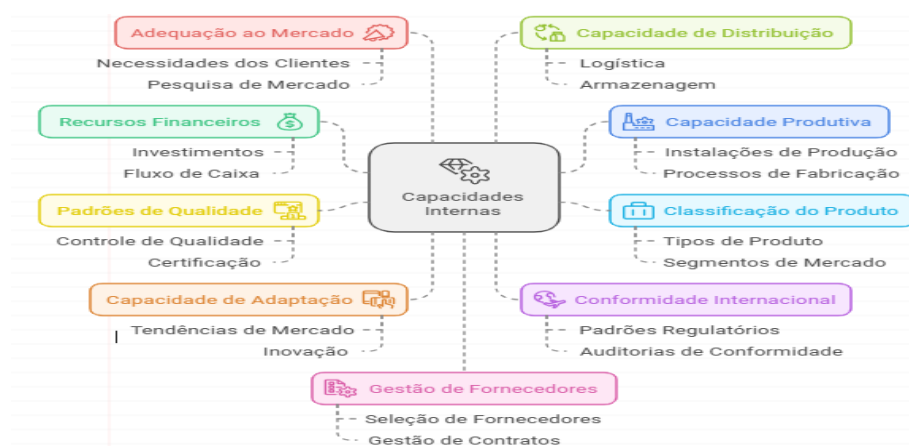 Adequação ao Mercado
Necessidades dos Clientes
Pesquisa de Mercado
Recursos Financeiros
Investimentos
Fluxo de Caixa
Padrões de Qualidade
Controle de Qualidade
Certificação
Capacidade de Adaptação
Tendências de Mercado
Inovação
Capacidades
Internas
Capacidade de Distribuição
Logística
Armazenagem
Capacidade Produtiva
Instalações de Produção
Processos de Fabricação
Classificação do Produto
Tipos de Produto
Segmentos de Mercado
Conformidade Internacional
Padrões Regulatórios
Auditorias de Conformidade
Gestão de Fornecedores
Seleção de Fornecedores
Gestão de Contratos